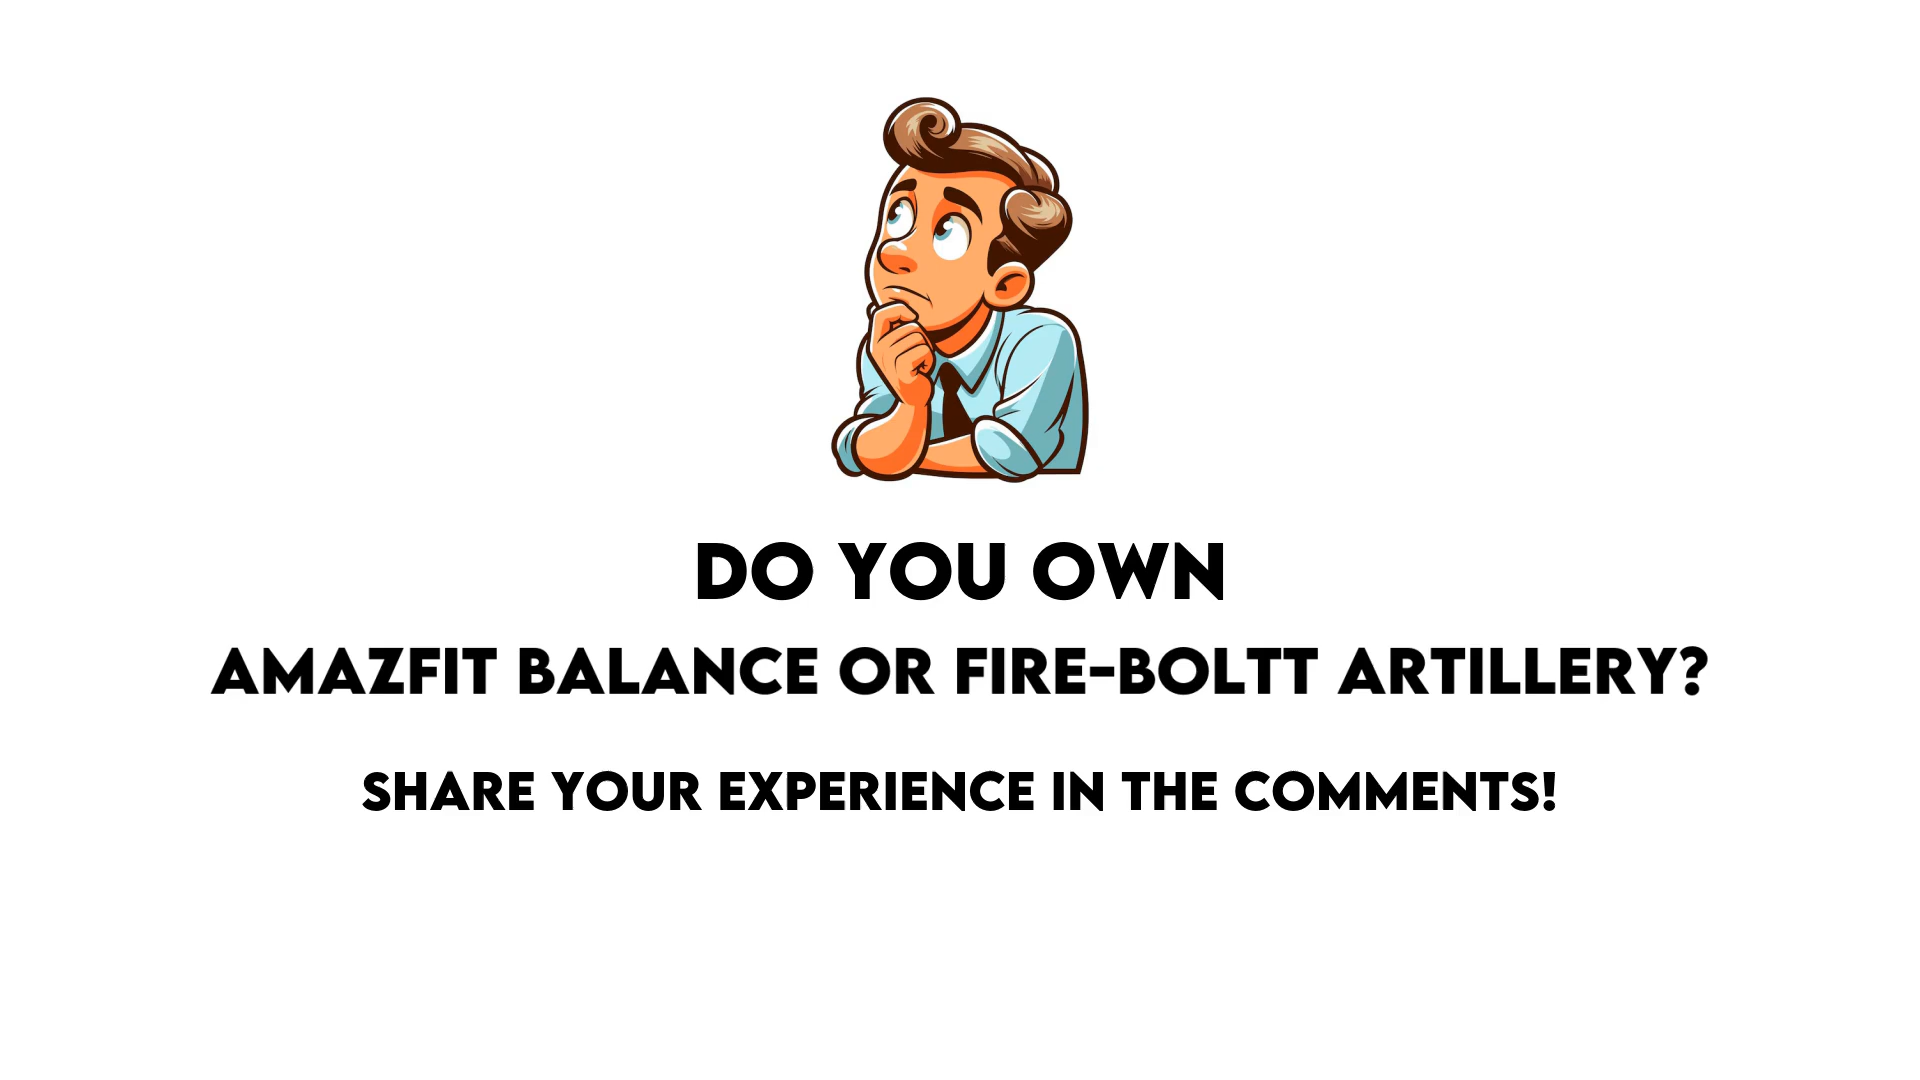 DO YOU OWN
AMAZFIT BALANCE OR FIRE-BOLTT ARTILLERY?
SHARE YOUR EXPERIENCE IN THE COMMENTS!